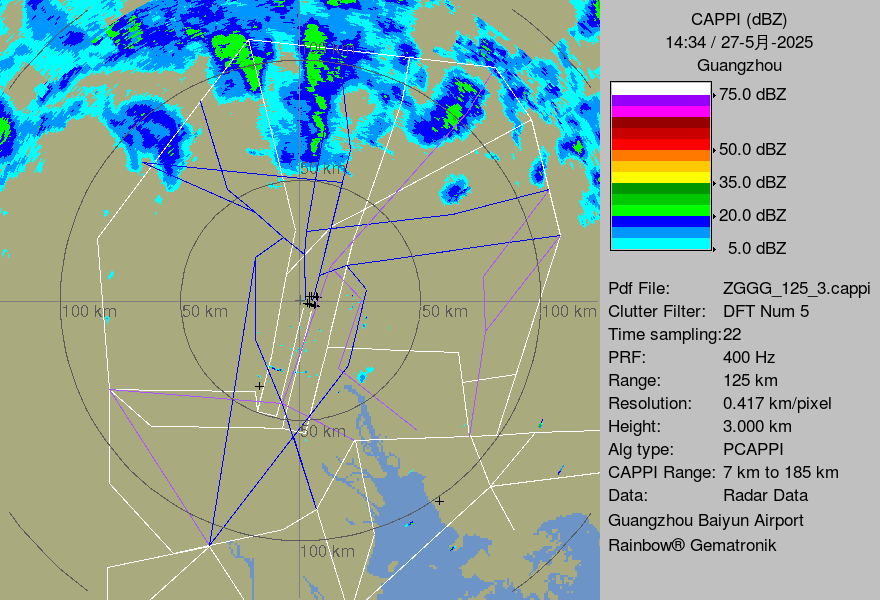 CAPPI (dBZ)
14:34 / 27-5月-2025
Guangzhou
75.0 dBZ
50.0 dBZ
35.0 dBZ
20.0 dBZ
5.0 dBZ
Pdf File: ZGGG_125_3.cappi
Clutter Filter: DFT Num 5
Time sampling:22
PRF: 400 Hz
Range: 125 km
Resolution: 0.417 km/pixel
Height: 3.000 km
Alg type: PCAPPI
CAPPI Range: 7 km to 185 km
Data: Radar Data
Guangzhou Baiyun Airport
Rainbow® Gematronik
100 km
50 km
100 km
50 km
50 km
100 km
50 km
100 km